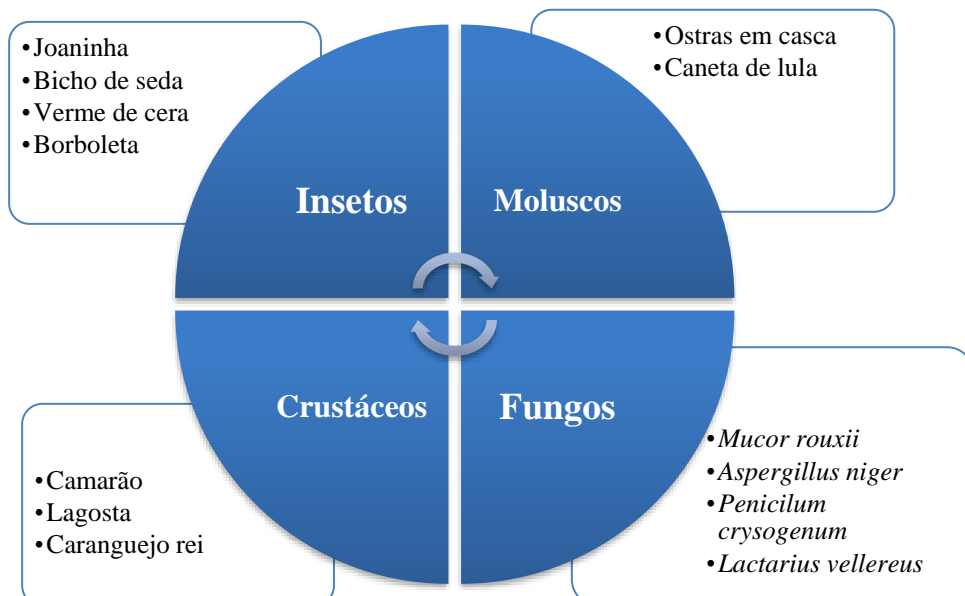 •Joaninha
•Bicho de seda
•Verme de cera
•Borboleta
•Ostras em casca
•Caneta de lula
Insetos
Moluscos
Crustáceos
Fungos
•Camarão
•Lagosta
•Caranguejo rei
•Mucor rouxii
•Aspergillus niger
•Penicilum
crysogenum
•Lactarius vellereus